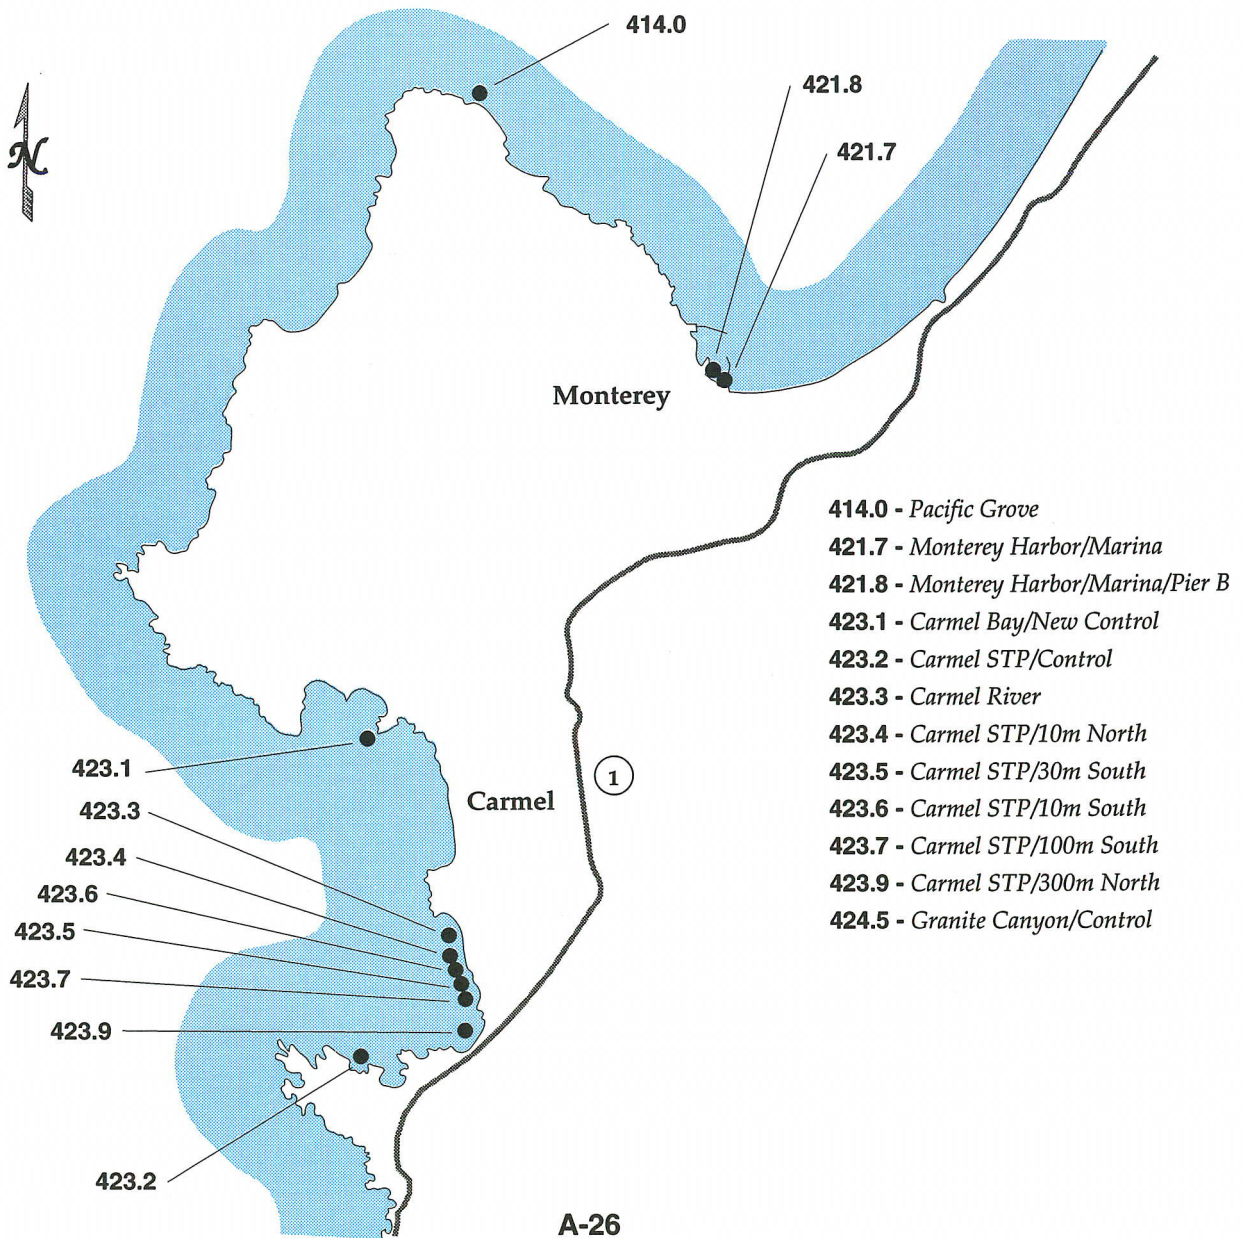 414.0
421.8
421.7
N
Monterey
414.0 - Pacific Grove
421.7 - Monterey Harbor/Marina
421.8 - Monterey Harbor/Marina/Pier B
423.1 - Carmel Bay/New Control
423.2 - Carmel STP/Control
423.3 - Carmel River
423.4 - Carmel STP/10m North
423.5 - Carmel STP/30m South
423.6 - Carmel STP/10m South
423.7 - Carmel STP/100m South
423.9 - Carmel STP/300m North
424.5 - Granite Canyon/Control
423.1
1
Carmel
423.3
423.4
423.6
423.5
423.7
423.9
423.2
A-26